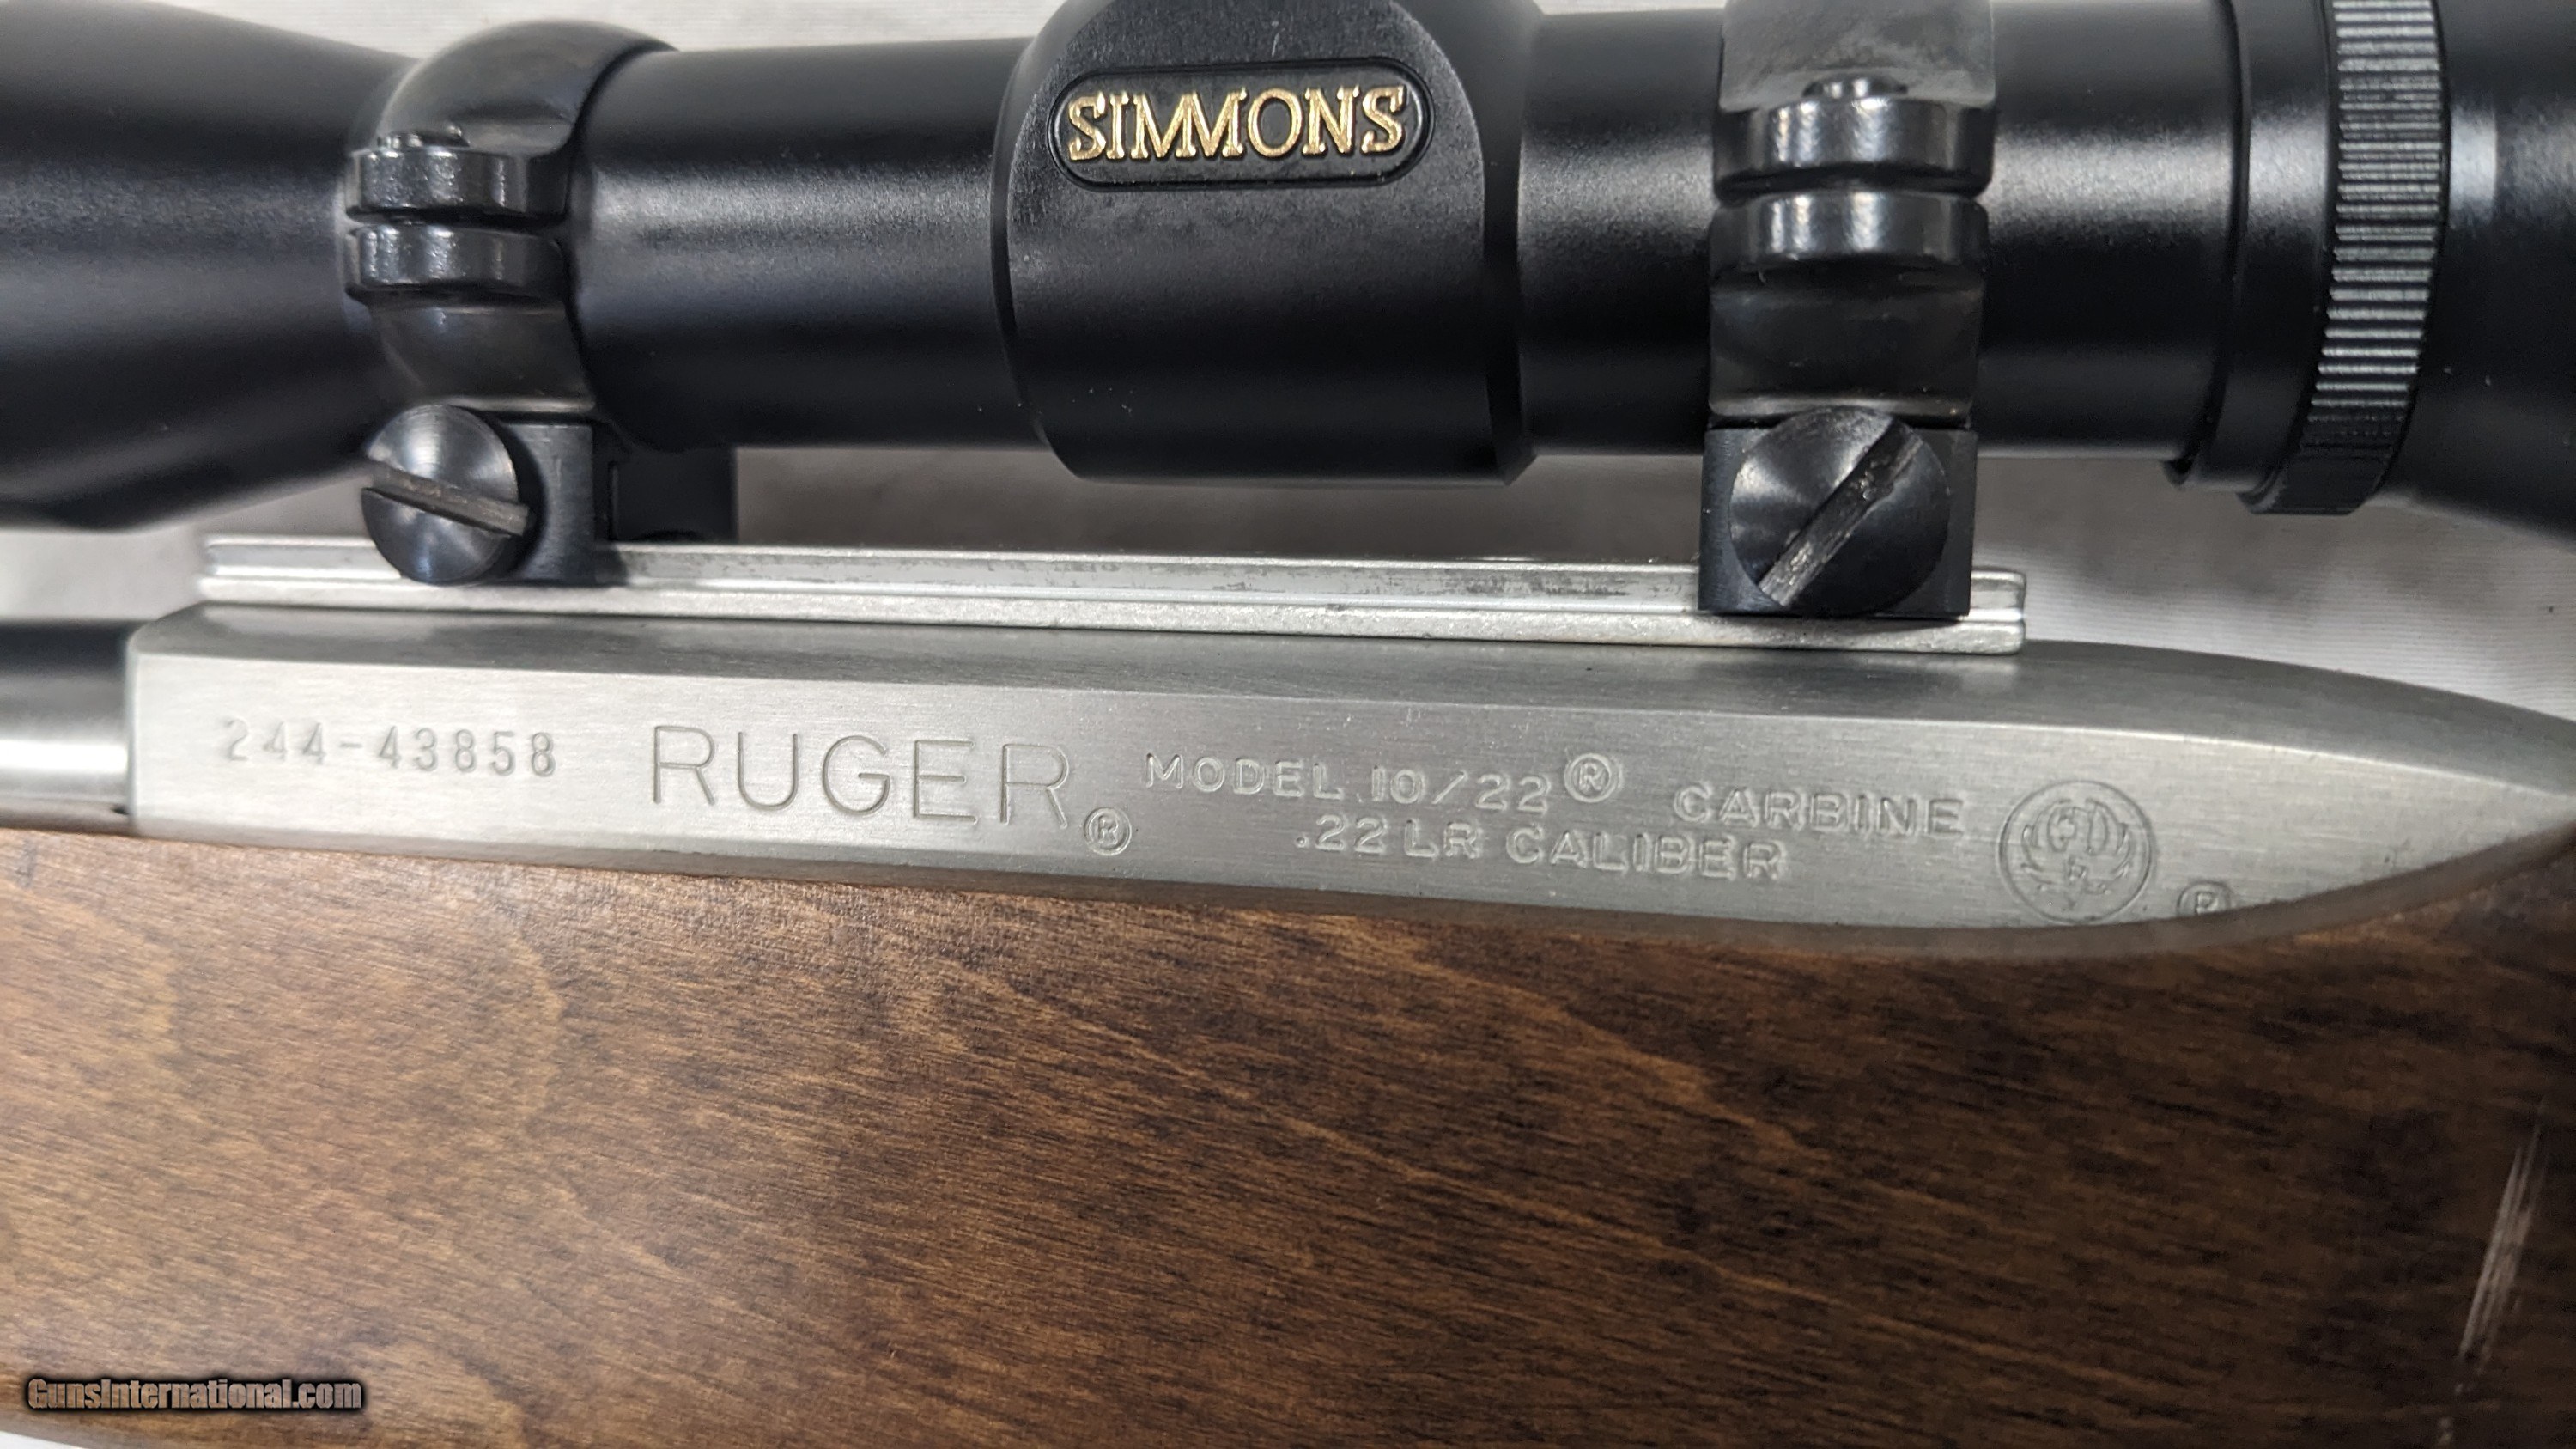 SIMMONS
244-43858
RUGER®
MODEL 10/22® CARBINE
.22 LR CALIBER
®
GunsInternational.com